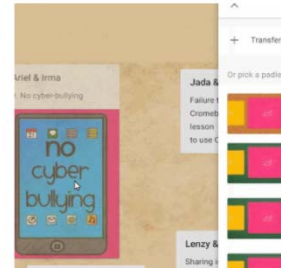 Ariel & Irma
. No cyber-bullying
no
cyber
bullying
Jada &
Failure t
Cromeb
lesson
to use C
Lenzy &
Sharing i
+ Transfer
Or pick a padle